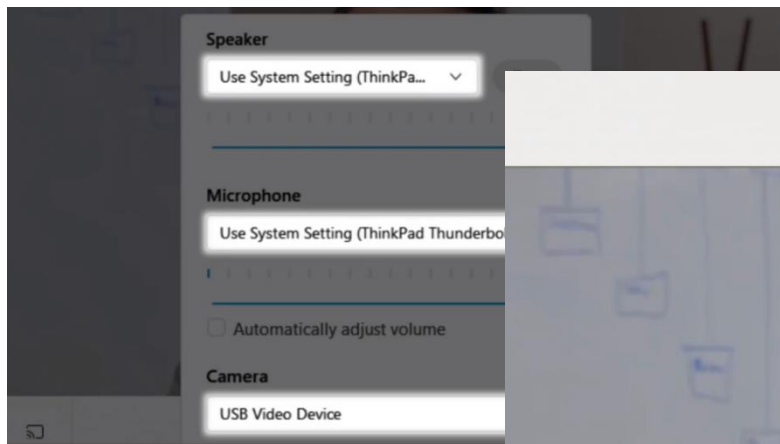 Speaker
Use System Setting (ThinkPa...
Microphone
Use System Setting (ThinkPad Thunderbo
Automatically adjust volume
Camera
USB Video Device